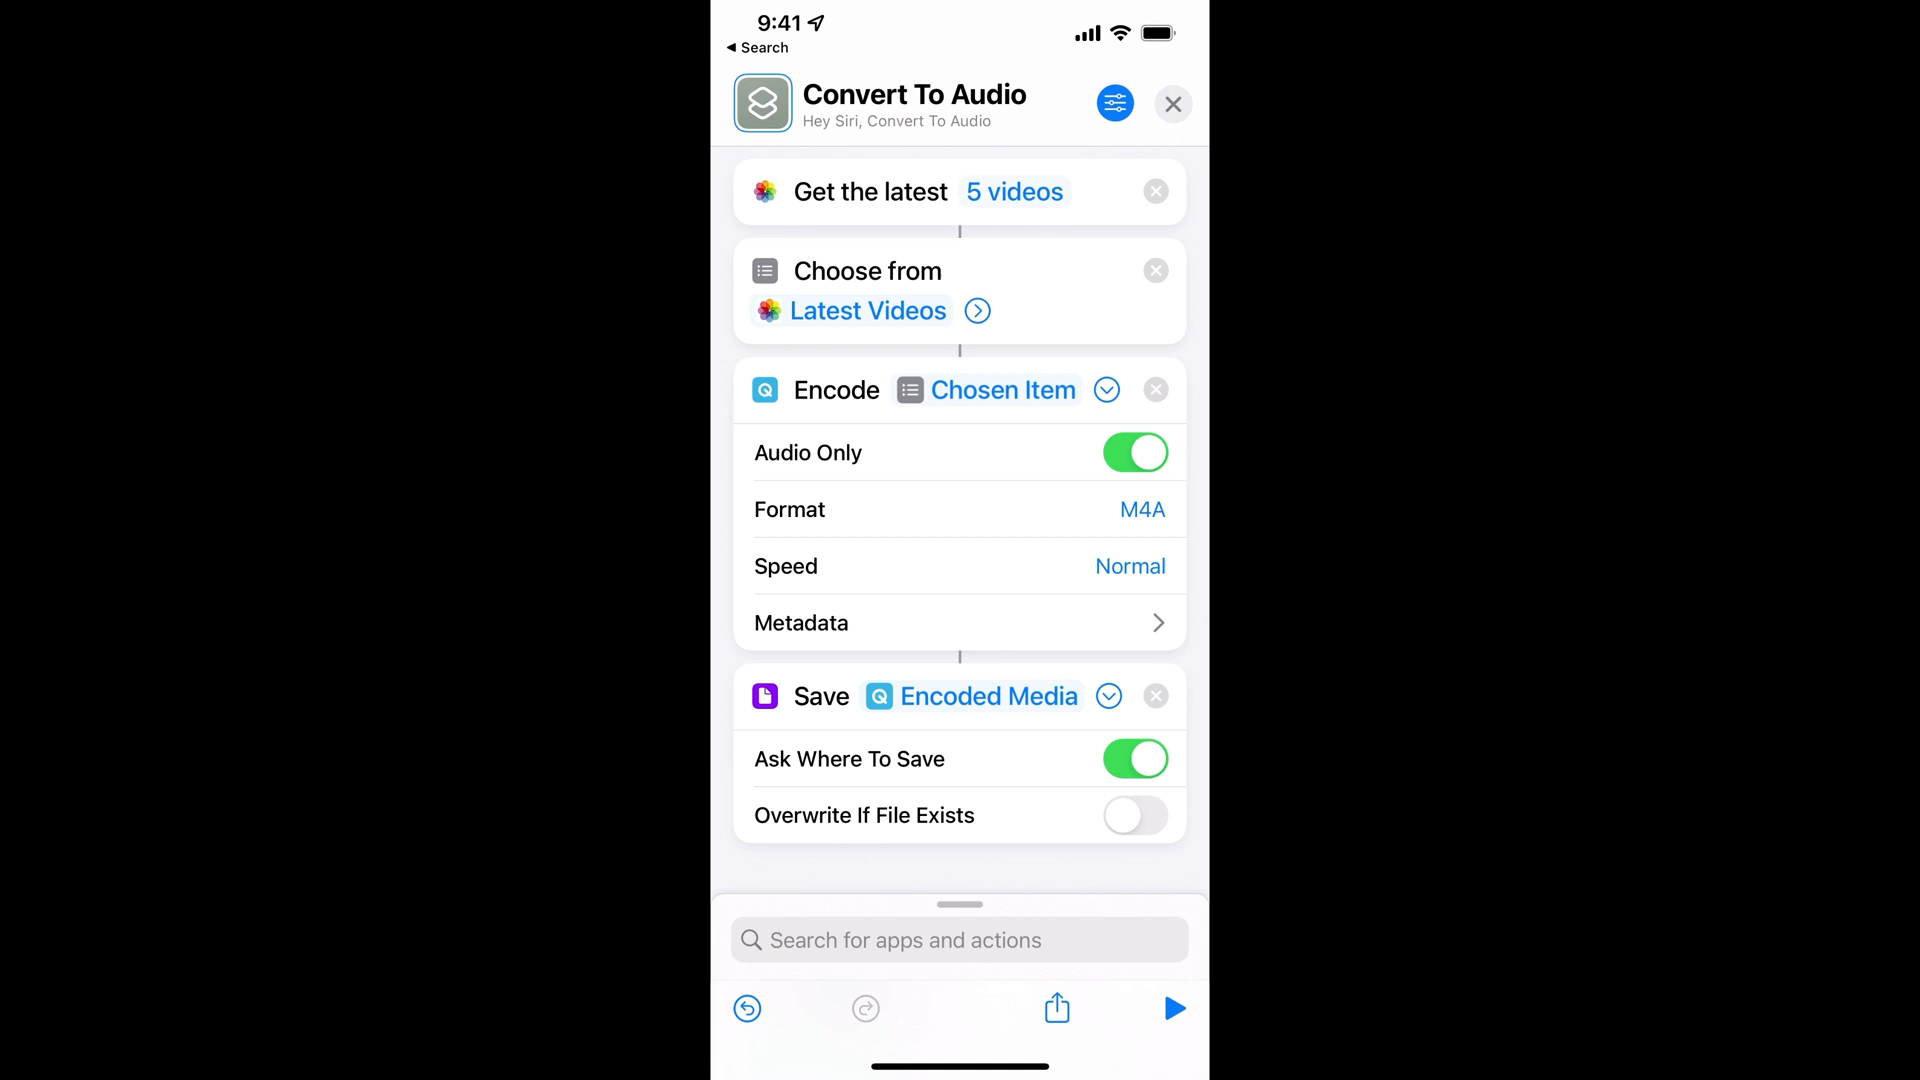 9:41
Search
Convert To Audio
Hey Siri, Convert To Audio
Get the latest 5 videos
Choose from
Latest Videos
Encode Chosen Item
Audio Only
Format M4A
Speed Normal
Metadata
Save Encoded Media
Ask Where To Save
Overwrite If File Exists
Search for apps and actions